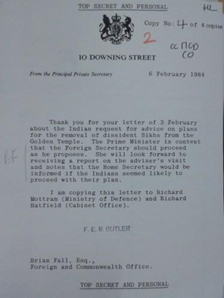 TOP SECRET AND PERSONAL
Copy No: 4 of 4 copies
2
cc MOD
CO
10 DOWNING STREET
From the Principal Private Secretary
6 February 1984
Thank you for your letter of 3 February
about the Indian request for advice on plans
for the removal of dissident Sikhs from the
Golden Temple. The Prime Minister is content
that the Foreign Secretary should proceed
as he proposes. She will look forward to
receiving a report on the adviser's visit
and notes that the Home Secretary would be
informed if the Indians seemed likely to
proceed with their plan.
I am copying this letter to Richard
Mottram (Ministry of Defence) and Richard
Hatfield (Cabinet Office).
F.E.R. BUTLER
Brian Fall, Esq.,
Foreign and Commonwealth Office.
TOP SECRET AND PERSONAL